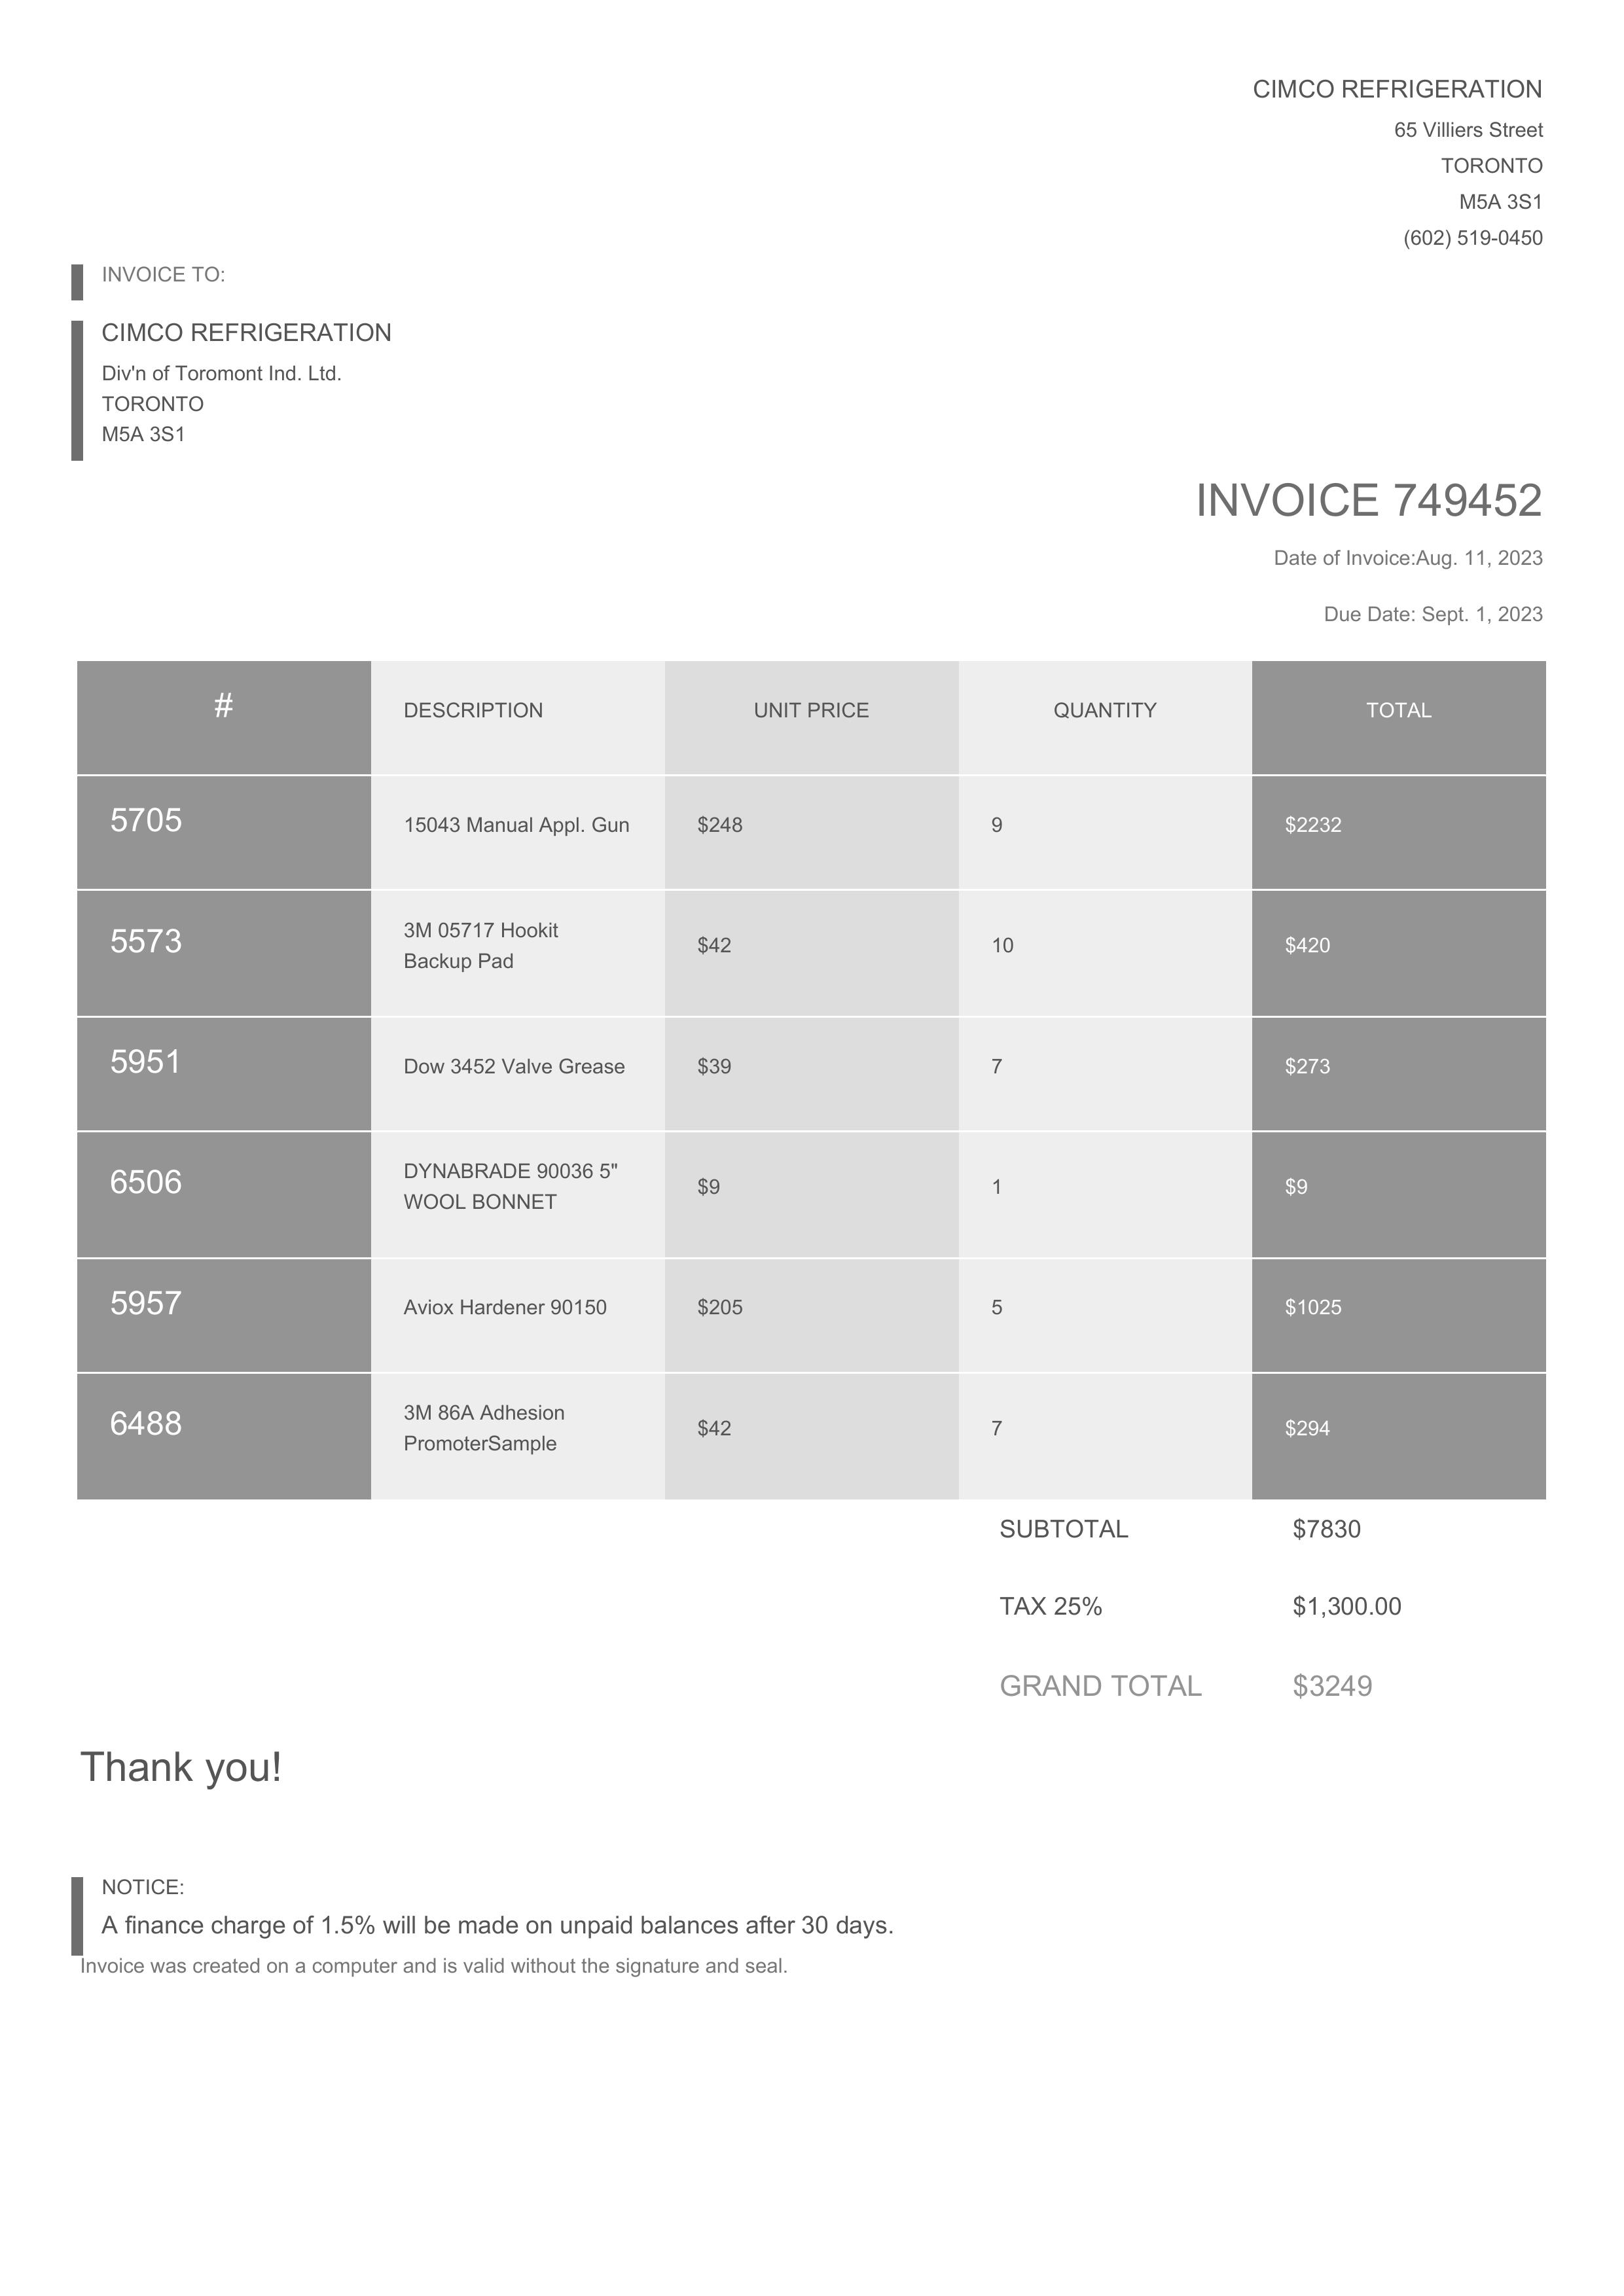 CIMCO REFRIGERATION
65 Villiers Street
TORONTO
M5A 3S1
(602) 519-0450
INVOICE TO:
CIMCO REFRIGERATION
Div'n of Toromont Ind. Ltd.
TORONTO
M5A 3S1
INVOICE 749452
Date of Invoice:Aug. 11, 2023
Due Date: Sept. 1, 2023
# DESCRIPTION UNIT PRICE QUANTITY TOTAL
5705 15043 Manual Appl. Gun $248 9 $2232
5573 3M 05717 Hookit $42 10 $420
Backup Pad
5951 Dow 3452 Valve Grease $39 7 $273
6506 DYNABRADE 90036 5" $9 1 $9
WOOL BONNET
5957 Aviox Hardener 90150 $205 5 $1025
6488 3M 86A Adhesion $42 7 $294
PromoterSample
SUBTOTAL $7830
TAX 25% $1,300.00
GRAND TOTAL $3249
Thank you!
NOTICE:
A finance charge of 1.5% will be made on unpaid balances after 30 days.
Invoice was created on a computer and is valid without the signature and seal.